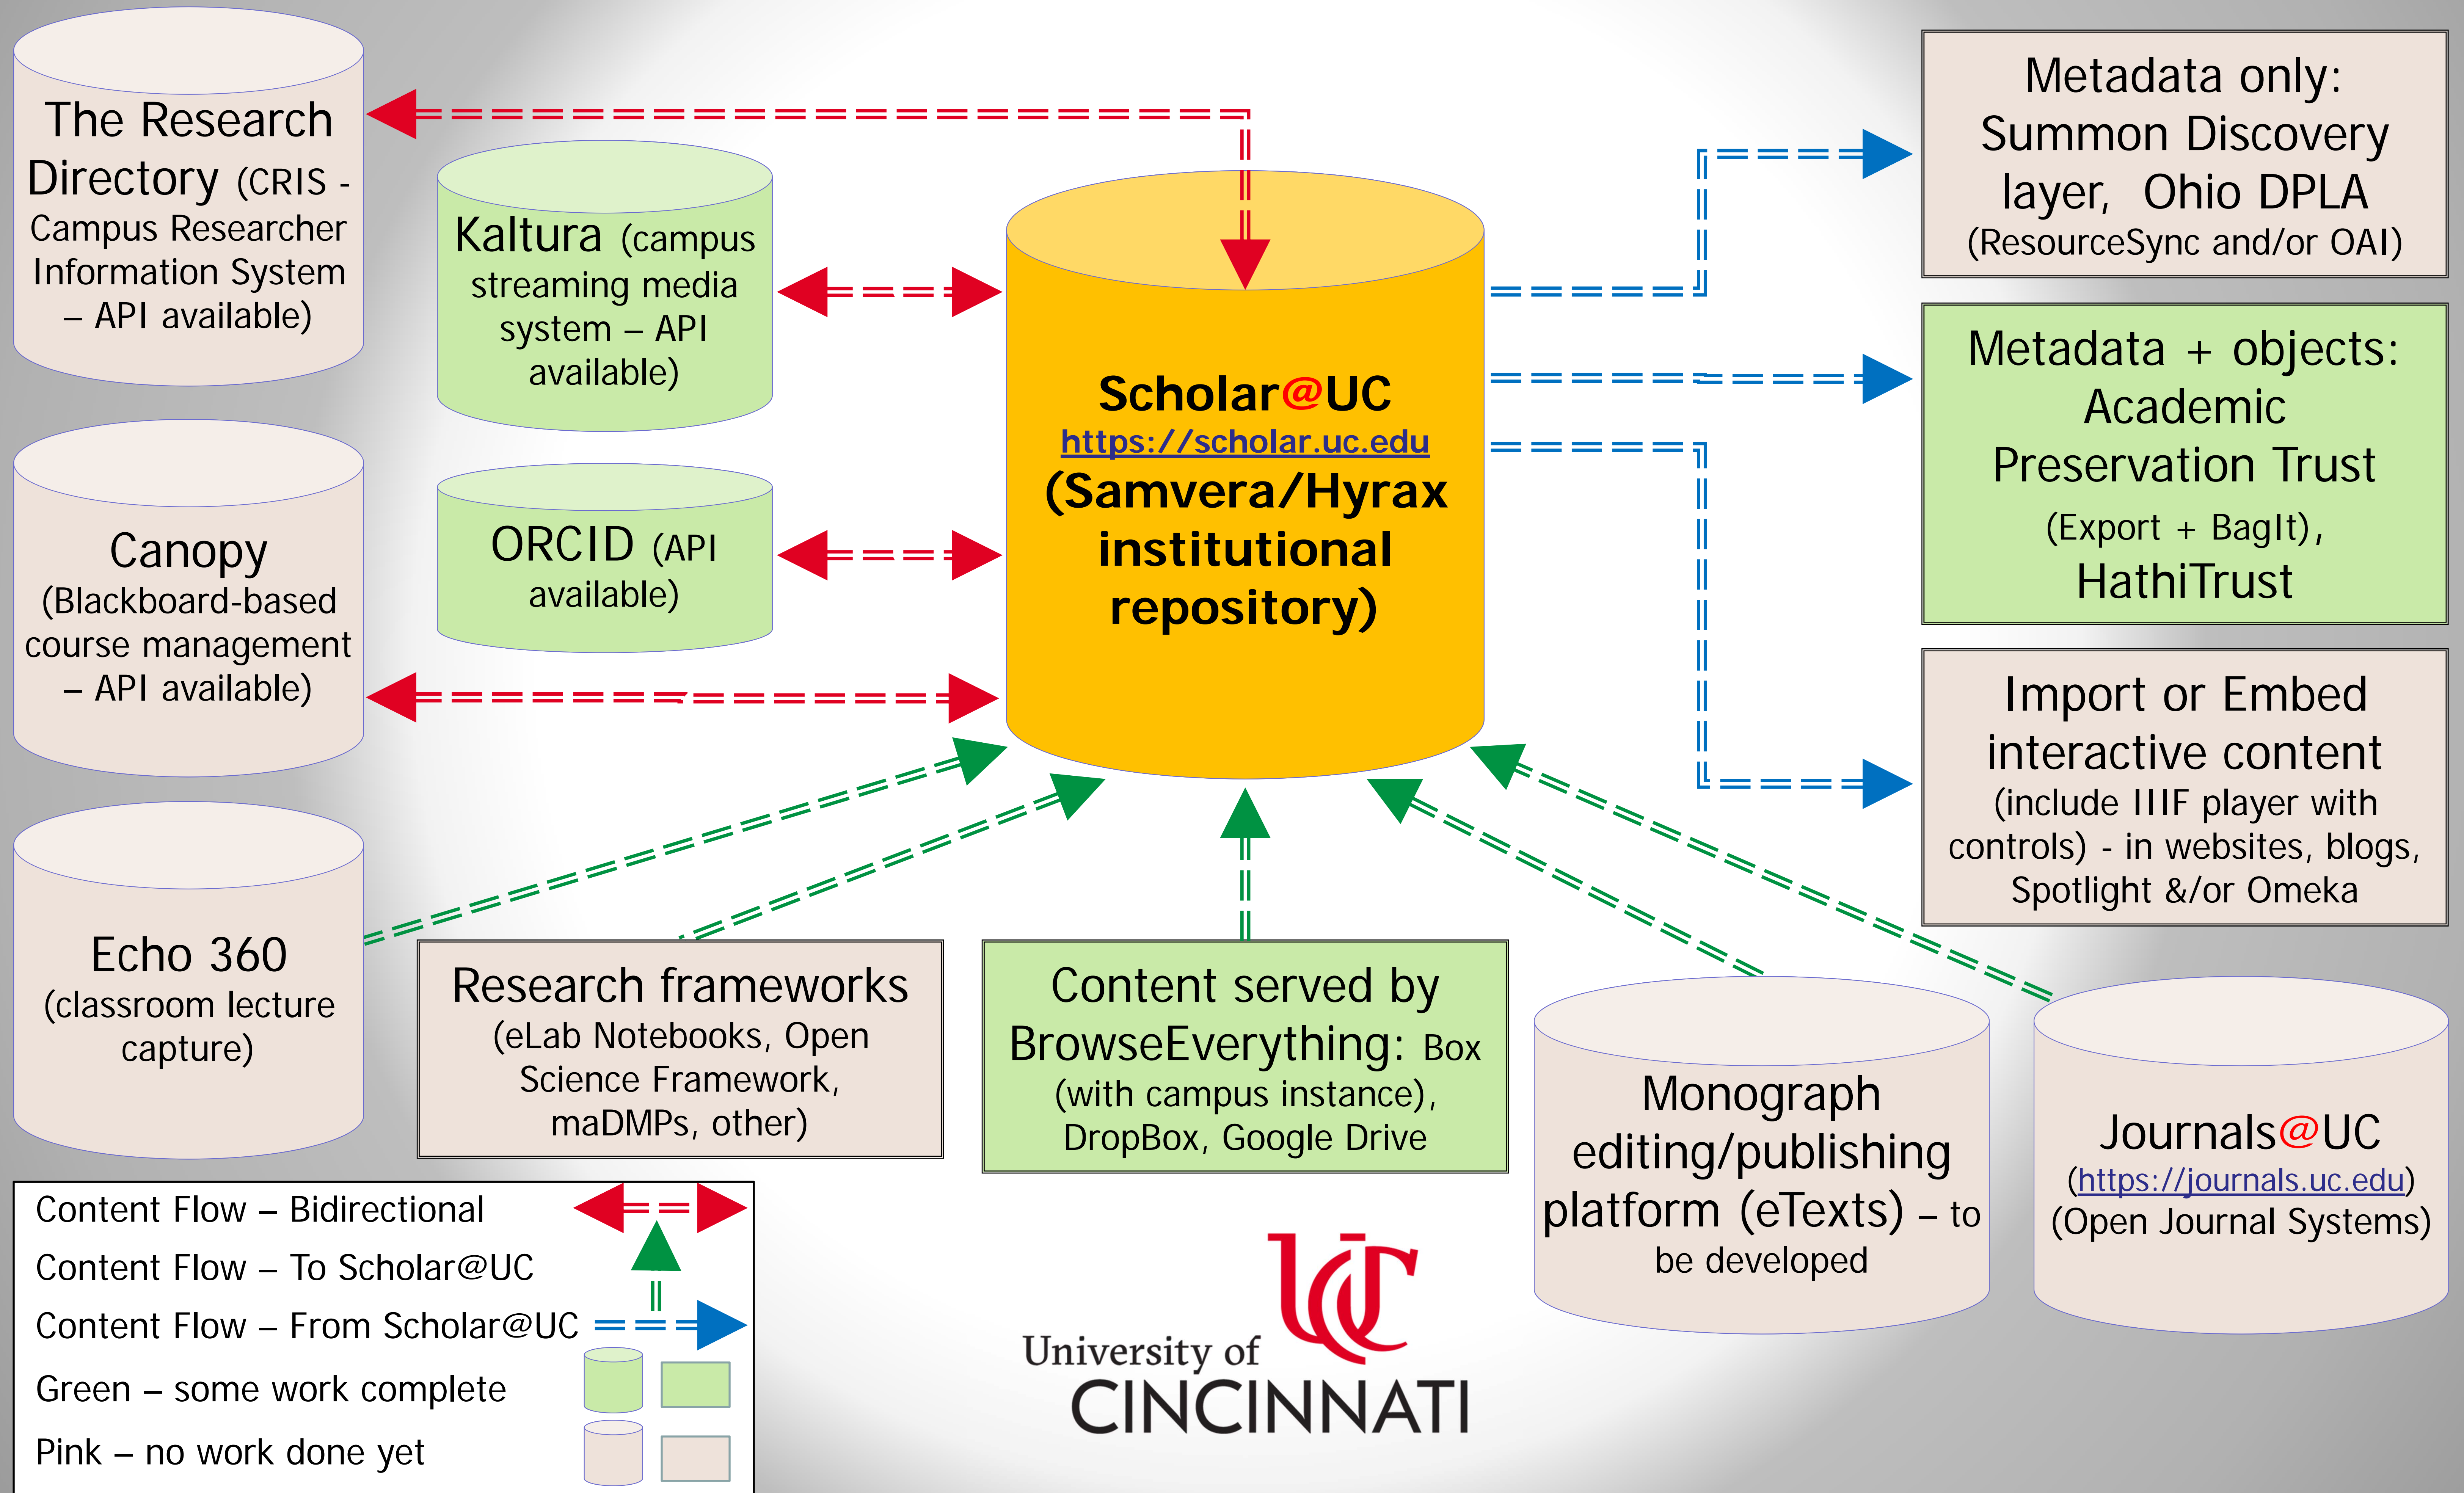 The Research
Directory (CRIS -
Campus Researcher
Information System
– API available)
Kaltura (campus
streaming media
system – API
available)
ORCID (API
available)
Canopy
(Blackboard-based
course management
– API available)
Echo 360
(classroom lecture
capture)
Scholar@UC
https://scholar.uc.edu
(Samvera/Hyrax
institutional
repository)
Metadata only:
Summon Discovery
layer, Ohio DPLA
(ResourceSync and/or OAI)
Metadata + objects:
Academic
Preservation Trust
(Export + BagIt),
HathiTrust
Import or Embed
interactive content
(include IIIF player with
controls) - in websites, blogs,
Spotlight &/or Omeka
Research frameworks
(eLab Notebooks, Open
Science Framework,
maDMPs, other)
Content served by
BrowseEverything: Box
(with campus instance),
DropBox, Google Drive
Monograph
editing/publishing
platform (eTexts) – to
be developed
Journals@UC
(https://journals.uc.edu)
(Open Journal Systems)
Content Flow – Bidirectional
Content Flow – To Scholar@UC
Content Flow – From Scholar@UC
Green – some work complete
Pink – no work done yet
UC
University of
CINCINNATI